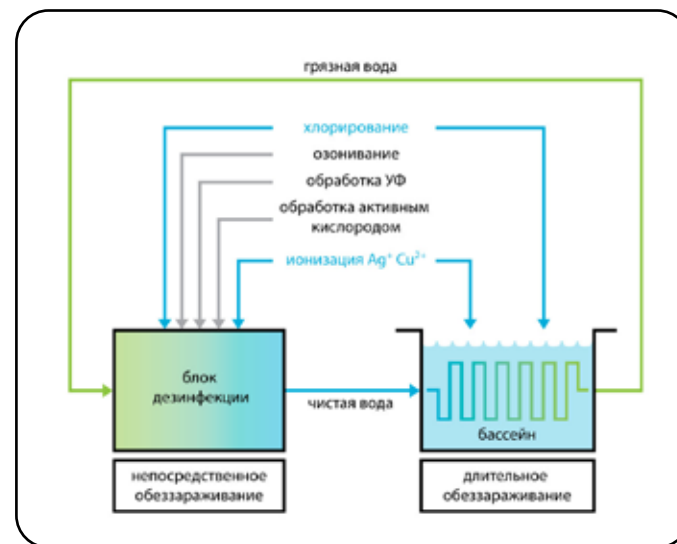 грязная вода
хлорирование
озонивание
обработка УФ
обработка активным
кислородом
ионизация Ag⁺ Cu²⁺
блок
дезинфекции
чистая вода
бассейн
непосредственное
обеззараживание
длительное
обеззараживание